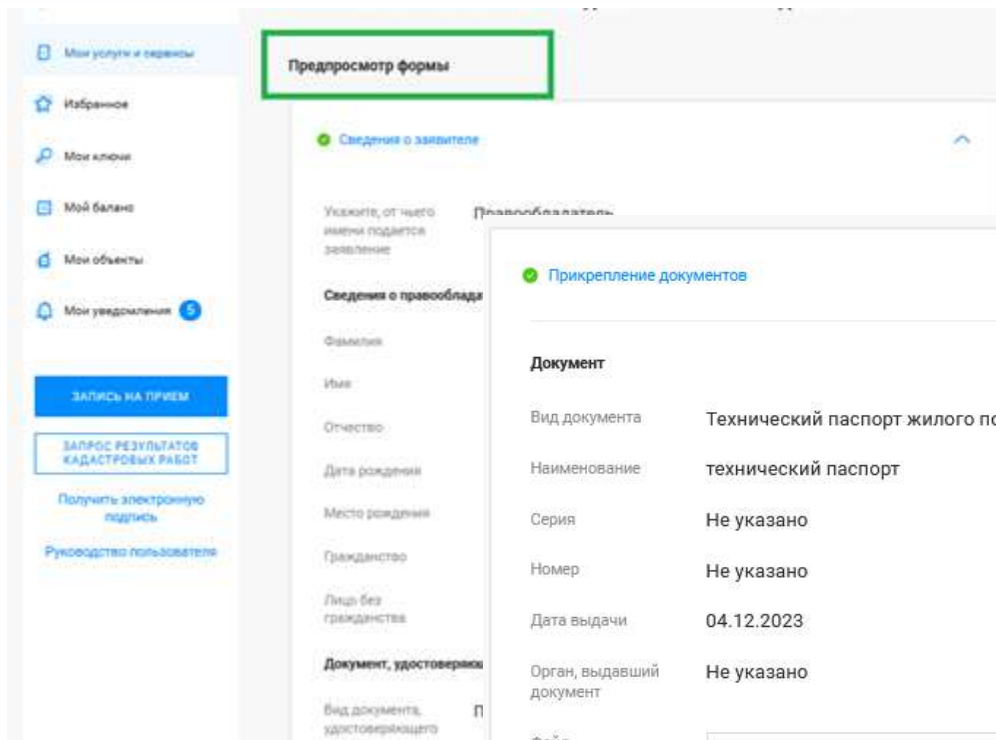 Мои услуги и сервисы
Избранное
Мои ключи
Мой баланс
Мои объекты
Мои уведомления 5
ЗАПИСЬ НА ПРИЕМ
ЗАПРОС РЕЗУЛЬТАТОВ
КАДАСТРОВЫХ РАБОТ
Получить электронную
подпись
Руководство пользователя
Предпросмотр формы
Сведения о заявителе
Укажите, от чьего
имени подается
заявление
Правообладатель
Сведения о правооблада
Фамилия
Имя
Отчество
Дата рождения
Место рождения
Гражданство
Лицо без
гражданства
Документ, удостоверяю
Вид документа,
удостоверяющего
П
Прикрепление документов
Документ
Вид документа Технический паспорт жилого по
Наименование технический паспорт
Серия Не указано
Номер Не указано
Дата выдачи 04.12.2023
Орган, выдавший Не указано
документ
Файл